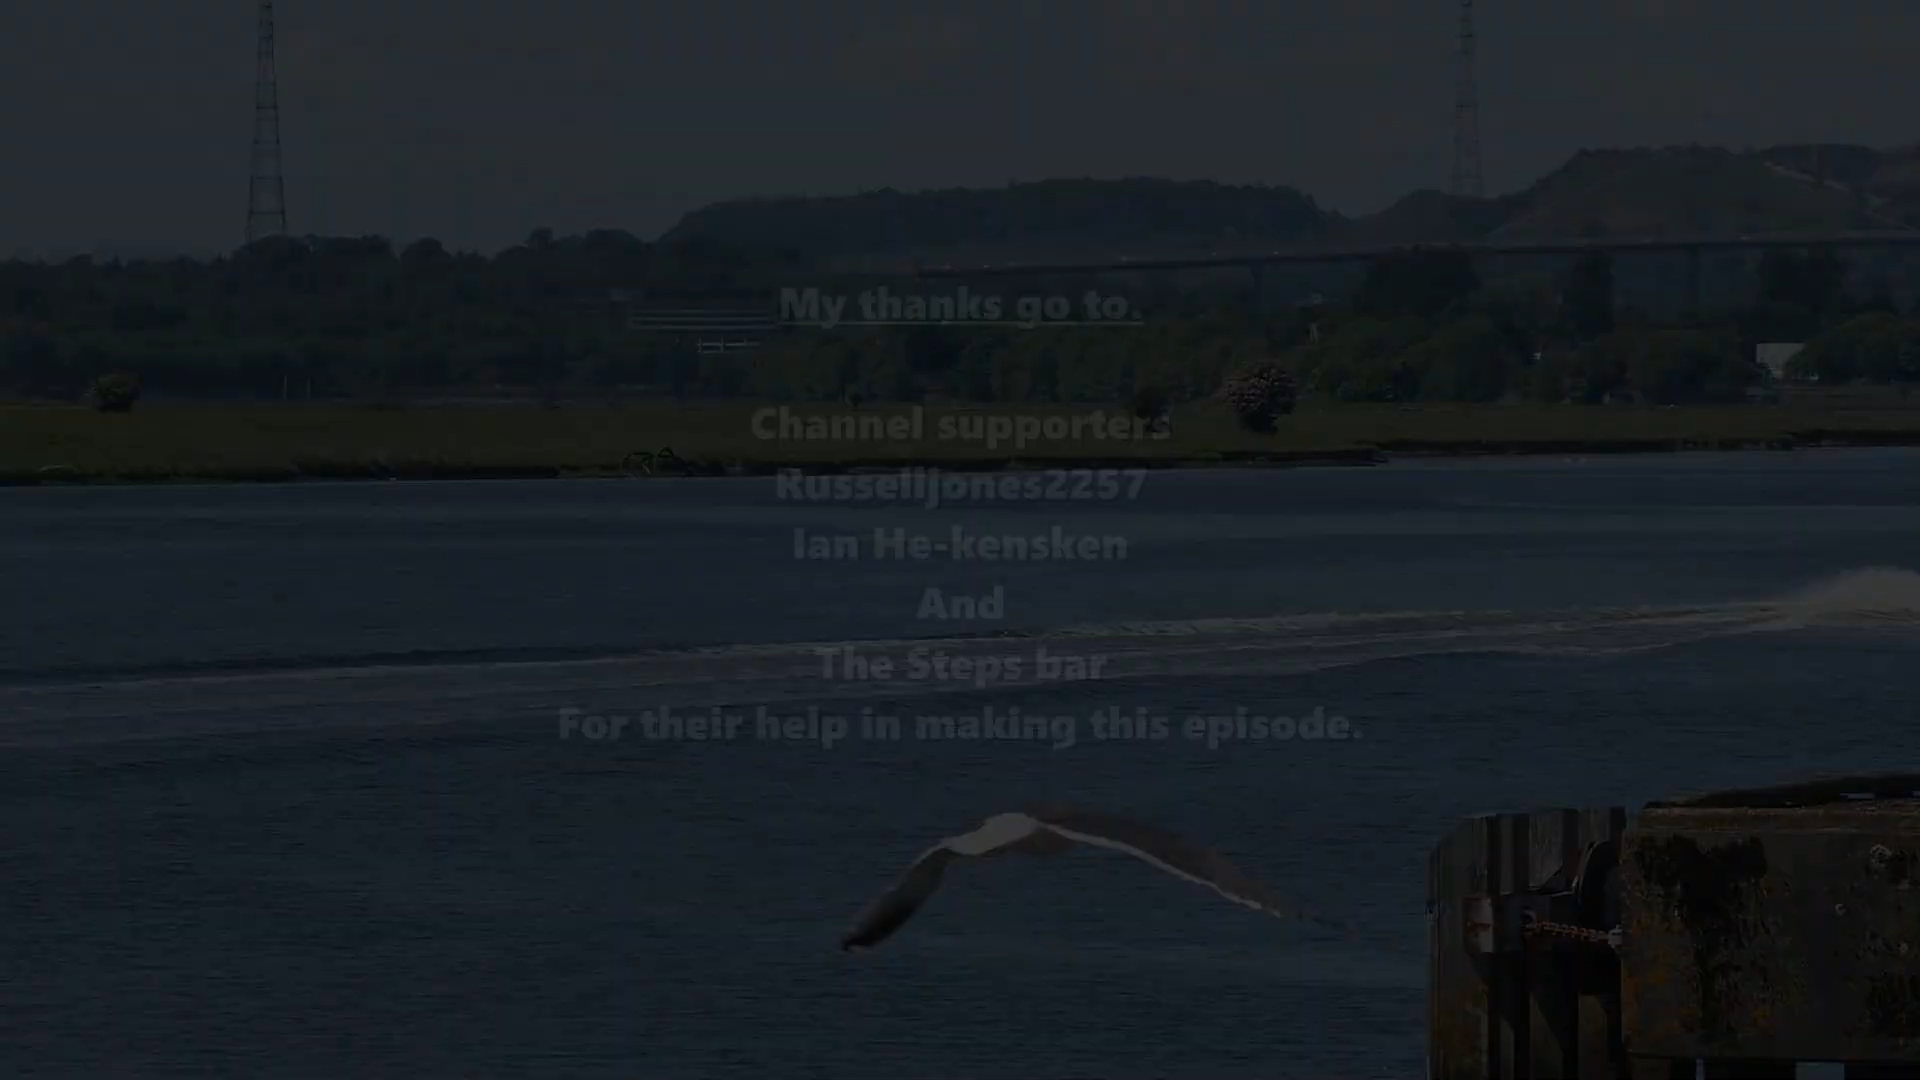 My thanks go to.
Channel supporters
Russelljones2257
Ian He-kensken
And
The Steps bar
For their help in making this episode.